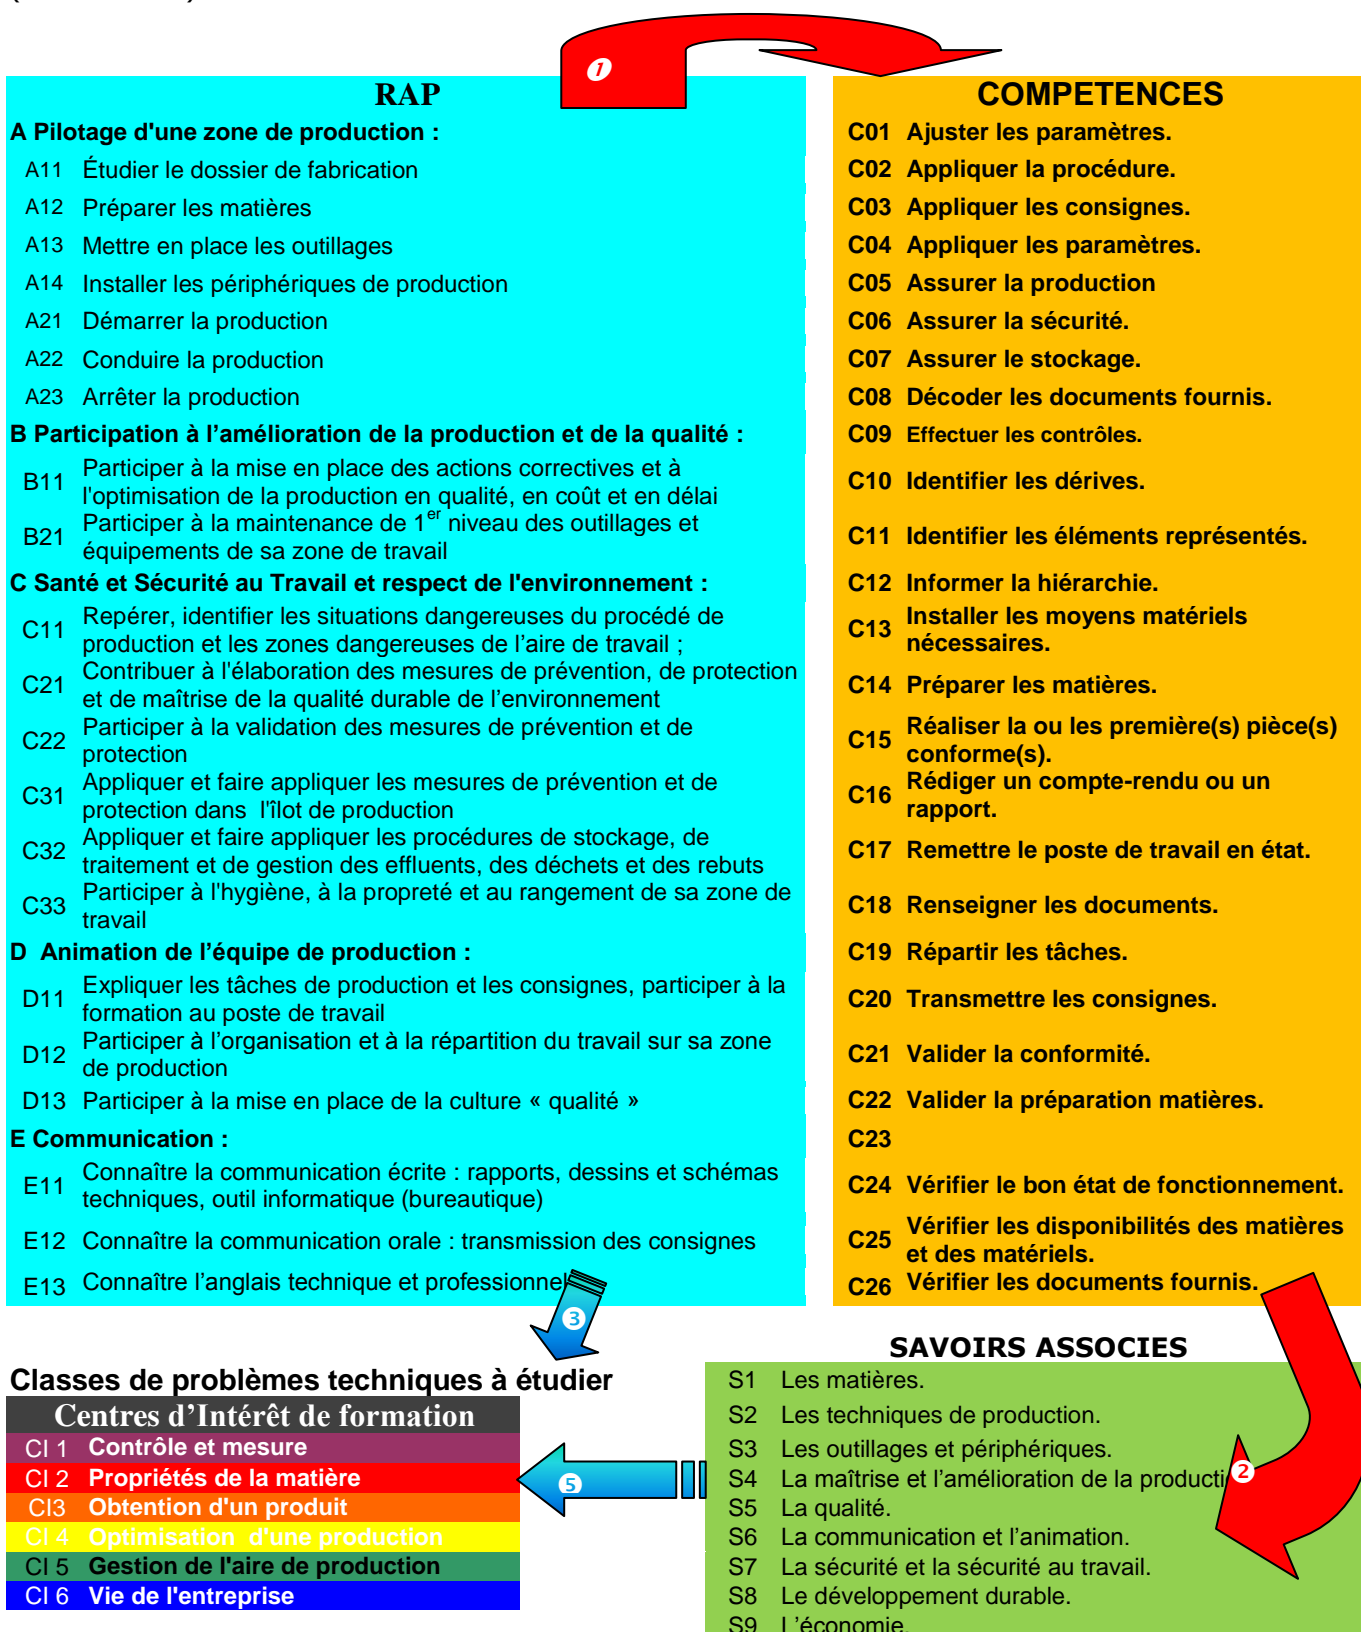 1
RAP
A Pilotage d'une zone de production :
A11 Étudier le dossier de fabrication
A12 Préparer les matières
A13 Mettre en place les outillages
A14 Installer les périphériques de production
A21 Démarrer la production
A22 Conduire la production
A23 Arrêter la production
B Participation à l’amélioration de la production et de la qualité :
B11 Participer à la mise en place des actions correctives et à
l'optimisation de la production en qualité, en coût et en délai
B21 Participer à la maintenance de 1er niveau des outillages et
équipements de sa zone de travail
C Santé et Sécurité au Travail et respect de l'environnement :
C11 Repérer, identifier les situations dangereuses du procédé de
production et les zones dangereuses de l’aire de travail ;
C21 Contribuer à l'élaboration des mesures de prévention, de protection
et de maîtrise de la qualité durable de l’environnement
C22 Participer à la validation des mesures de prévention et de
protection
C31 Appliquer et faire appliquer les mesures de prévention et de
protection dans l'îlot de production
C32 Appliquer et faire appliquer les procédures de stockage, de
traitement et de gestion des effluents, des déchets et des rebuts
C33 Participer à l'hygiène, à la propreté et au rangement de sa zone de
travail
D Animation de l’équipe de production :
D11 Expliquer les tâches de production et les consignes, participer à la
formation au poste de travail
D12 Participer à l’organisation et à la répartition du travail sur sa zone
de production
D13 Participer à la mise en place de la culture « qualité »
E Communication :
E11 Connaître la communication écrite : rapports, dessins et schémas
techniques, outil informatique (bureautique)
E12 Connaître la communication orale : transmission des consignes
E13 Connaître l’anglais technique et professionnel
COMPETENCES
C01 Ajuster les paramètres.
C02 Appliquer la procédure.
C03 Appliquer les consignes.
C04 Appliquer les paramètres.
C05 Assurer la production
C06 Assurer la sécurité.
C07 Assurer le stockage.
C08 Décoder les documents fournis.
C09 Effectuer les contrôles.
C10 Identifier les dérives.
C11 Identifier les éléments représentés.
C12 Informer la hiérarchie.
C13 Installer les moyens matériels
nécessaires.
C14 Préparer les matières.
C15 Réaliser la ou les première(s) pièce(s)
conforme(s).
C16 Rédiger un compte-rendu ou un
rapport.
C17 Remettre le poste de travail en état.
C18 Renseigner les documents.
C19 Répartir les tâches.
C20 Transmettre les consignes.
C21 Valider la conformité.
C22 Valider la préparation matières.
C23
C24 Vérifier le bon état de fonctionnement.
C25 Vérifier les disponibilités des matières
et des matériels.
C26 Vérifier les documents fournis.
3
Classes de problèmes techniques à étudier
Centres d’Intérêt de formation
CI 1 Contrôle et mesure
CI 2 Propriétés de la matière
CI3 Obtention d'un produit
CI 4 Optimisation d'une production
CI 5 Gestion de l'aire de production
CI 6 Vie de l'entreprise
5
SAVOIRS ASSOCIES
S1 Les matières.
S2 Les techniques de production.
S3 Les outillages et périphériques.
S4 La maîtrise et l’amélioration de la producti
2
S5 La qualité.
S6 La communication et l’animation.
S7 La sécurité et la sécurité au travail.
S8 Le développement durable.
S9 L’économie.